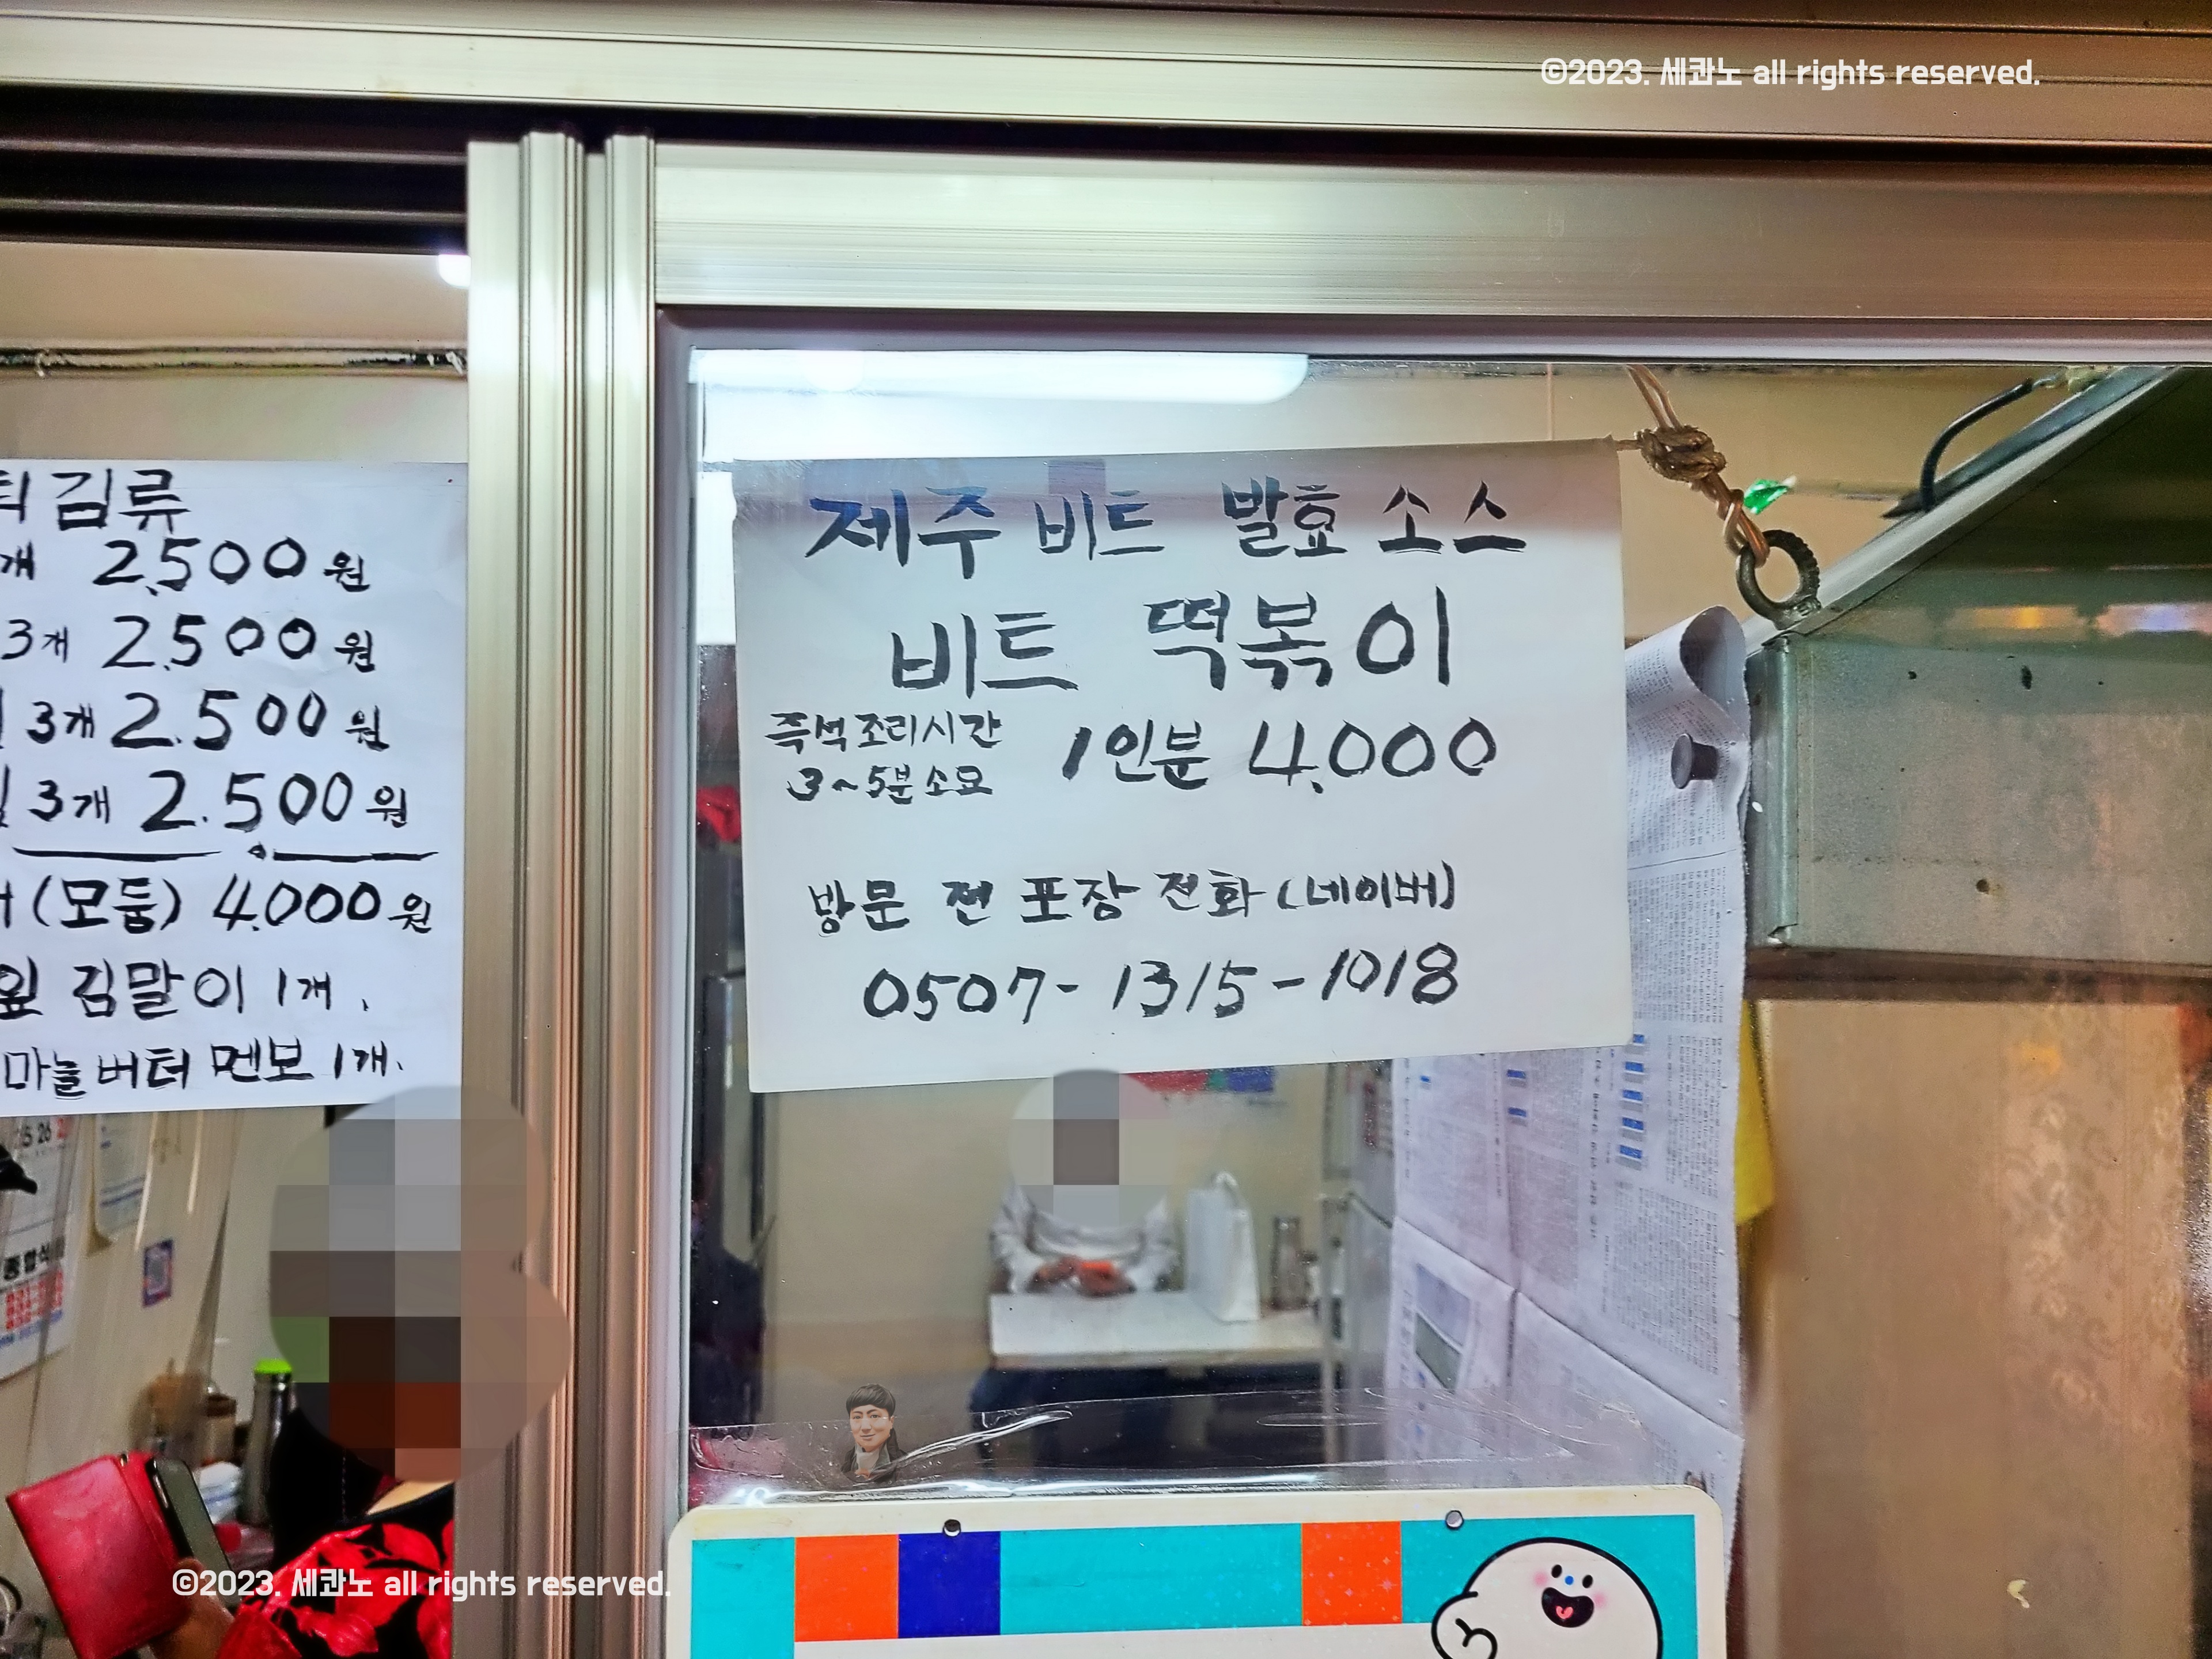 ©2023. 세콴노 all rights reserved.
튀김류
개 2,500원
3개 2,500원
3개 2.500원
3개 2.500원
(모둠) 4,000원
김말이 1개.
마늘버터 멘보 1개.
제주 비트 발효 소스
비트 떡볶이
즉석조리시간
3~5분소요
1인분 4,000
방문 전 포장 전화 (네이버)
0507-1315-1018
©2023. 세콴노 all rights reserved.